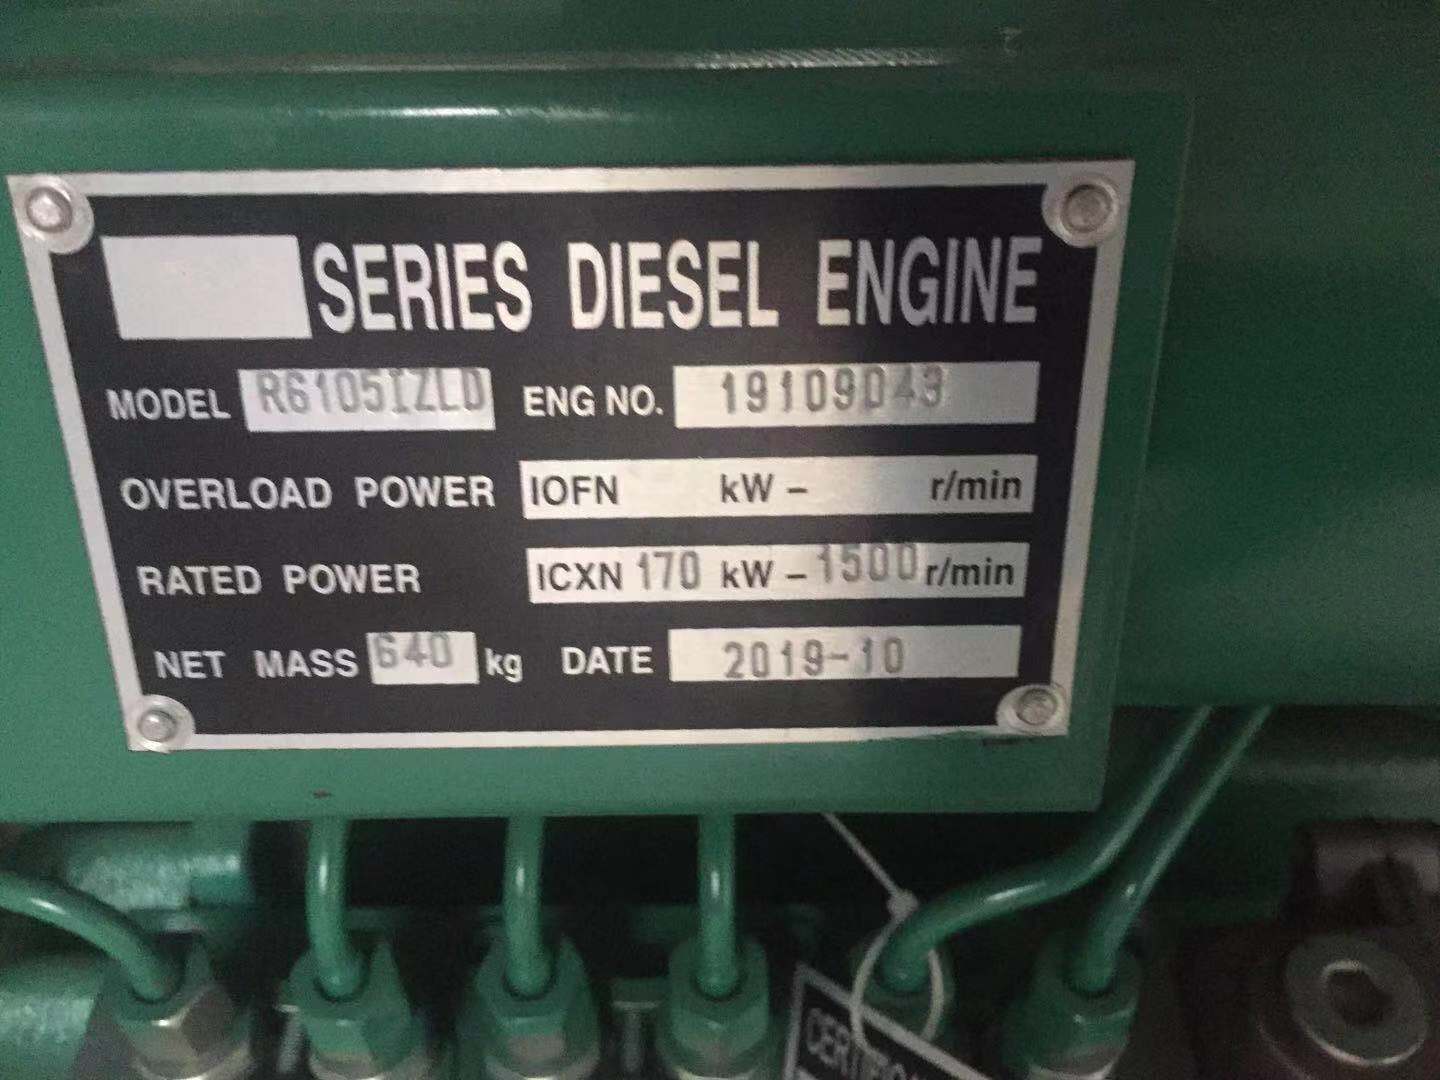 SERIES DIESEL ENGINE
MODEL R6105IZLD ENG NO. 19109D43
OVERLOAD POWER IOFN kW – r/min
RATED POWER ICXN 170 kW – 1500 r/min
NET MASS 640 kg DATE 2019-10